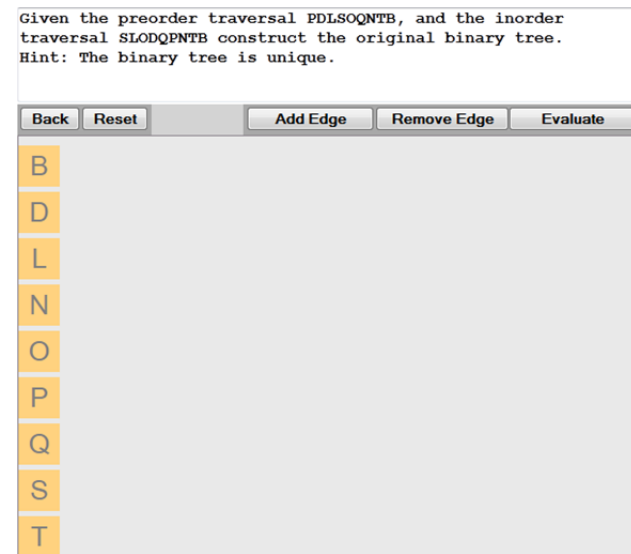 Given the preorder traversal PDLSOQNTB, and the inorder
traversal SLODQPNTB construct the original binary tree.
Hint: The binary tree is unique.
Back Reset Add Edge Remove Edge Evaluate
B
D
L
N
O
P
Q
S
T